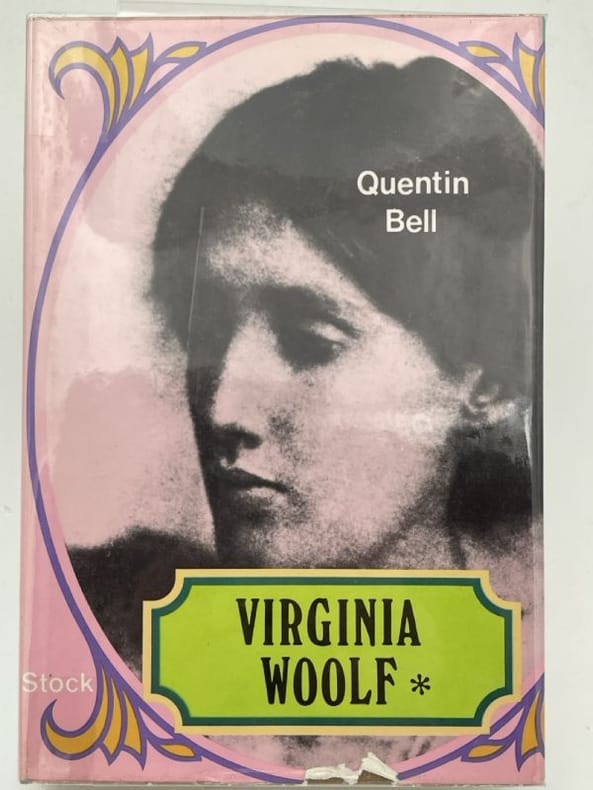 Quentin
Bell
VIRGINIA
WOOLF *
Stock